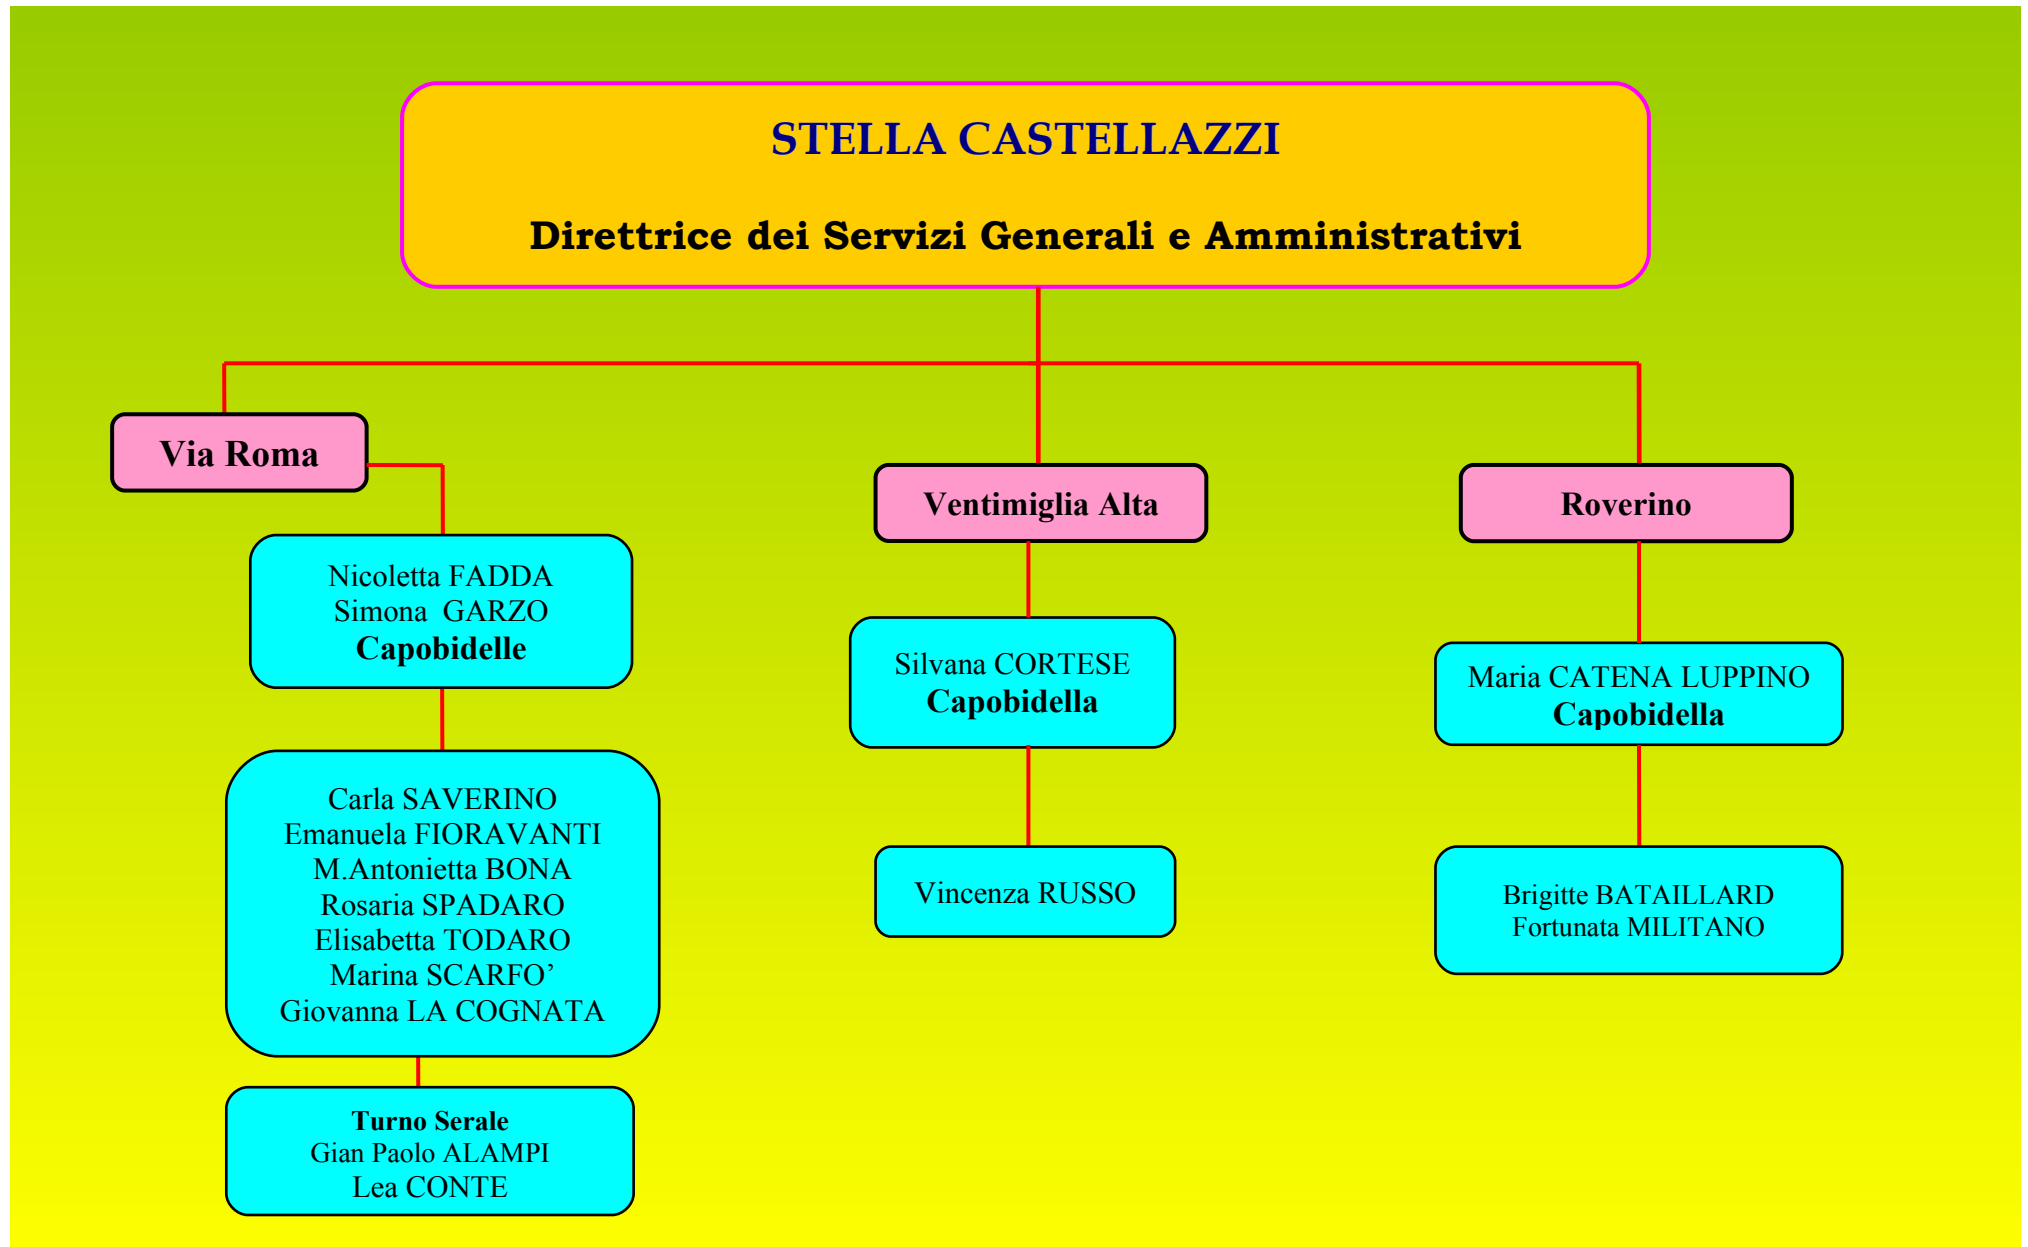 STELLA CASTELLAZZI
Direttrice dei Servizi Generali e Amministrativi
Via Roma
Nicoletta FADDA
Simona  GARZO
Capobidelle
Carla SAVERINO
Emanuela FIORAVANTI
M.Antonietta BONA
Rosaria SPADARO
Elisabetta TODARO
Marina SCARFO’
Giovanna LA COGNATA
Turno Serale
Gian Paolo ALAMPI
Lea CONTE
Ventimiglia Alta
Silvana CORTESE
Capobidella
Vincenza RUSSO
Roverino
Maria CATENA LUPPINO
Capobidella
Brigitte BATAILLARD
Fortunata MILITANO